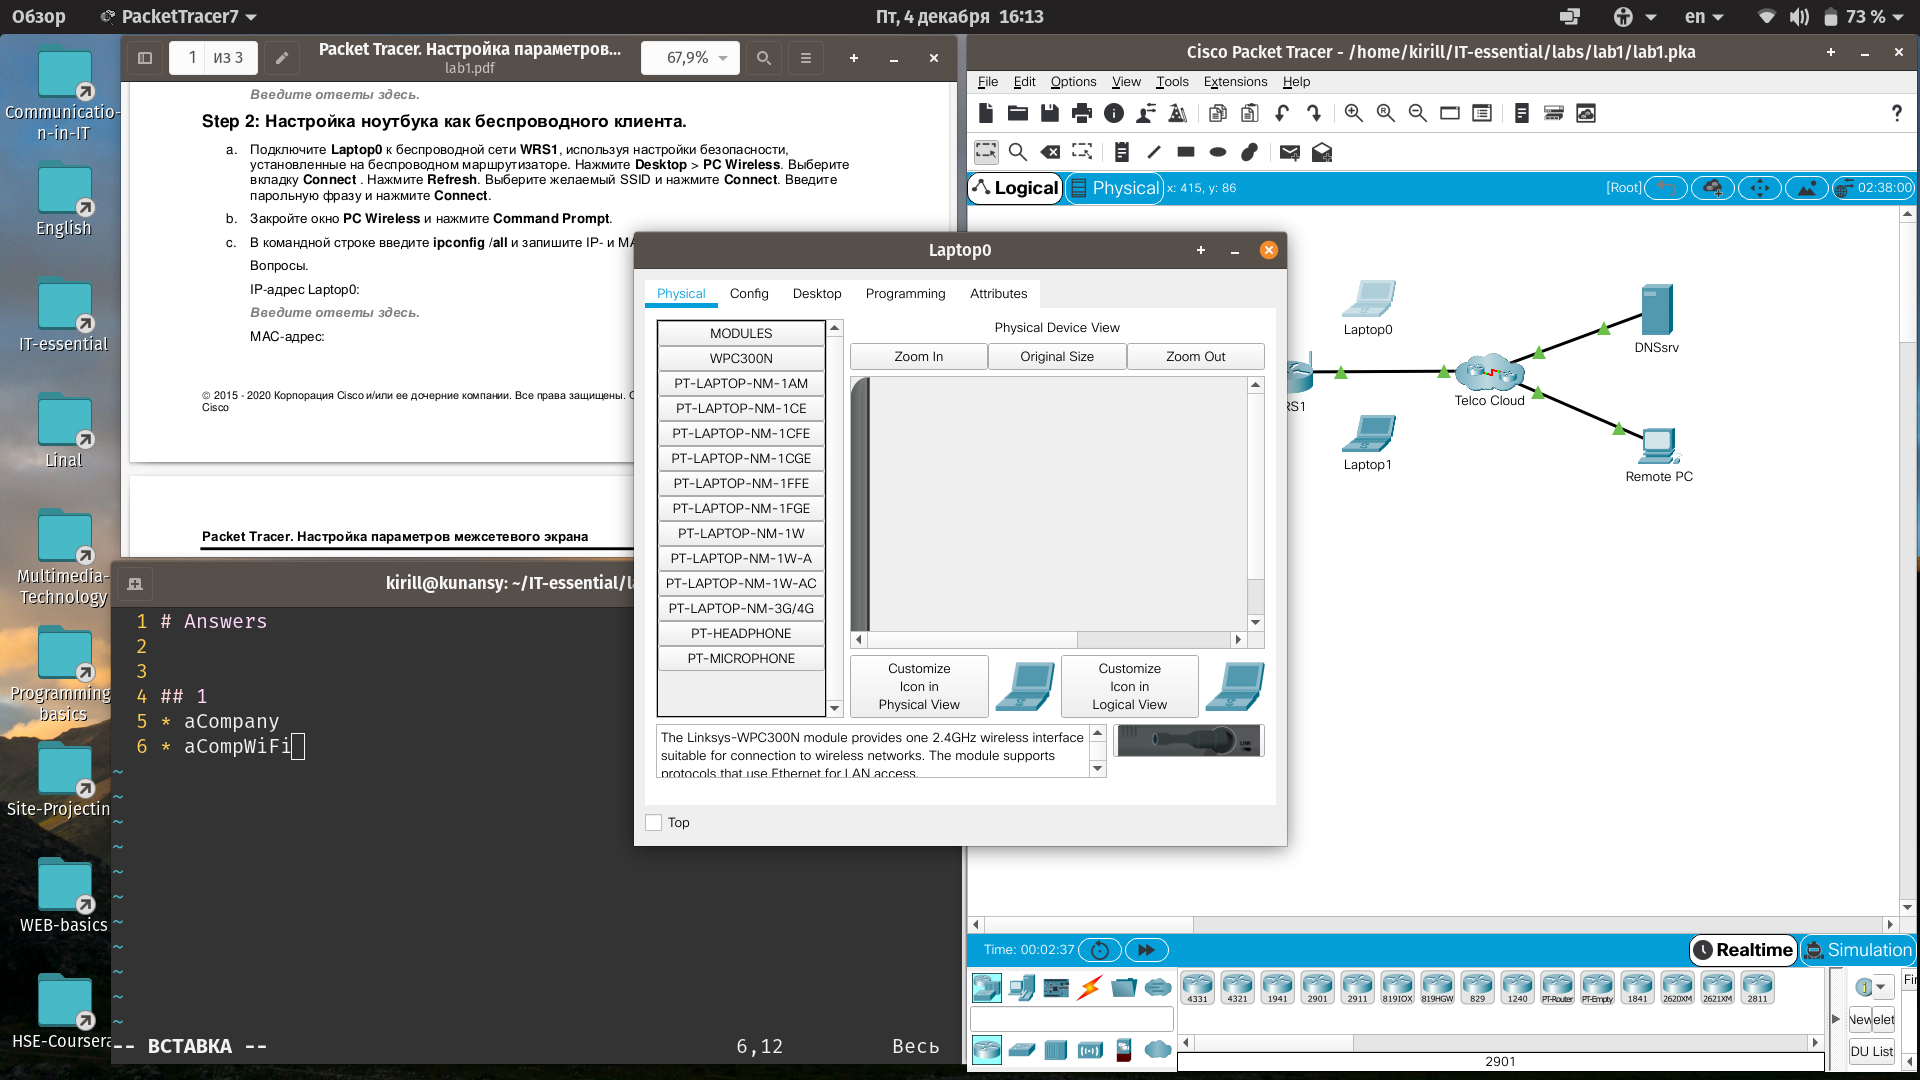 Обзор
PacketTracer7
Пт, 4 декабря 16:13
en
73 %
Communicatio-
n-in-IT
English
IT-essential
Linal
Multimedia-
Technology
Programming-
basics
Site-Projectin
WEB-basics
HSE-Coursera
1 из 3
Packet Tracer. Настройка параметров...
lab1.pdf
67,9%
Введите ответы здесь.
Step 2: Настройка ноутбука как беспроводного клиента.
a. Подключите Laptop0 к беспроводной сети WRS1, используя настройки безопасности,
установленные на беспроводном маршрутизаторе. Нажмите Desktop > PC Wireless. Выберите
вкладку Connect . Нажмите Refresh. Выберите желаемый SSID и нажмите Connect. Введите
парольную фразу и нажмите Connect.
b. Закройте окно PC Wireless и нажмите Command Prompt.
c. В командной строке введите ipconfig /all и запишите IP- и MA
Вопросы.
IP-адрес Laptop0:
Введите ответы здесь.
MAC-адрес:
© 2015 - 2020 Корпорация Cisco и/или ее дочерние компании. Все права защищены.
Cisco
Packet Tracer. Настройка параметров межсетевого экрана
kirill@kunansy: ~/IT-essential/la
1 # Answers
2
3
4 ## 1
5 * aCompany
6 * aCompWiFi
~
~
~
~
~
~
~
~
~
~
~
-- ВСТАВКА --
6,12
Весь
Laptop0
Physical
Config
Desktop
Programming
Attributes
MODULES
WPC300N
PT-LAPTOP-NM-1AM
PT-LAPTOP-NM-1CE
PT-LAPTOP-NM-1CFE
PT-LAPTOP-NM-1CGE
PT-LAPTOP-NM-1FFE
PT-LAPTOP-NM-1FGE
PT-LAPTOP-NM-1W
PT-LAPTOP-NM-1W-A
PT-LAPTOP-NM-1W-AC
PT-LAPTOP-NM-3G/4G
PT-HEADPHONE
PT-MICROPHONE
Physical Device View
Zoom In
Original Size
Zoom Out
Customize
Icon in
Physical View
Customize
Icon in
Logical View
The Linksys-WPC300N module provides one 2.4GHz wireless interface
suitable for connection to wireless networks. The module supports
protocols that use Ethernet for LAN access.
LINK
Top
Cisco Packet Tracer - /home/kirill/IT-essential/labs/lab1/lab1.pka
File Edit Options View Tools Extensions Help
?
Logical
Physical
x: 415, y: 86
[Root]
02:38:00
Laptop0
DNSsrv
RS1
Telco Cloud
Laptop1
Remote PC
Time: 00:02:37
Realtime
Simulation
4331
4321
1941
2901
2911
819IOX
819HGW
829
1240
PT-Router
PT-Empty
1841
2620XM
2621XM
2811
Fir
New
elet
DU List
2901